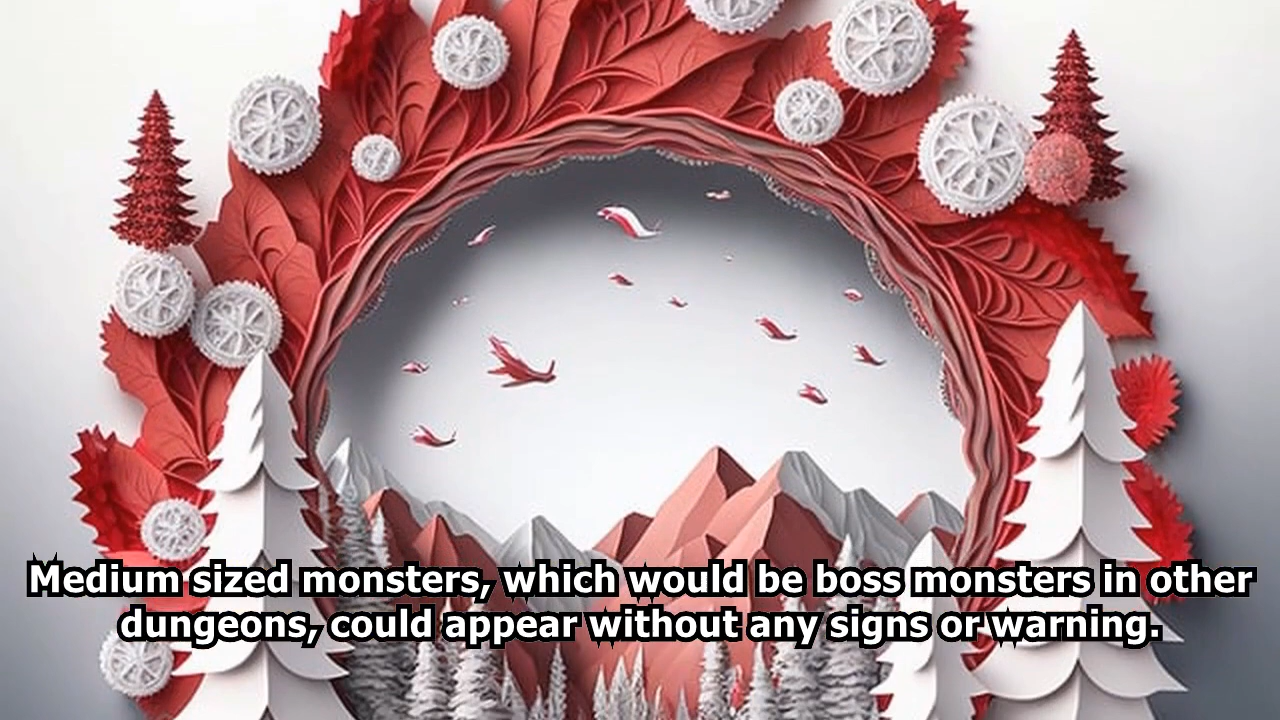 Medium sized monsters, which would be boss monsters in other
dungeons, could appear without any signs or warning.